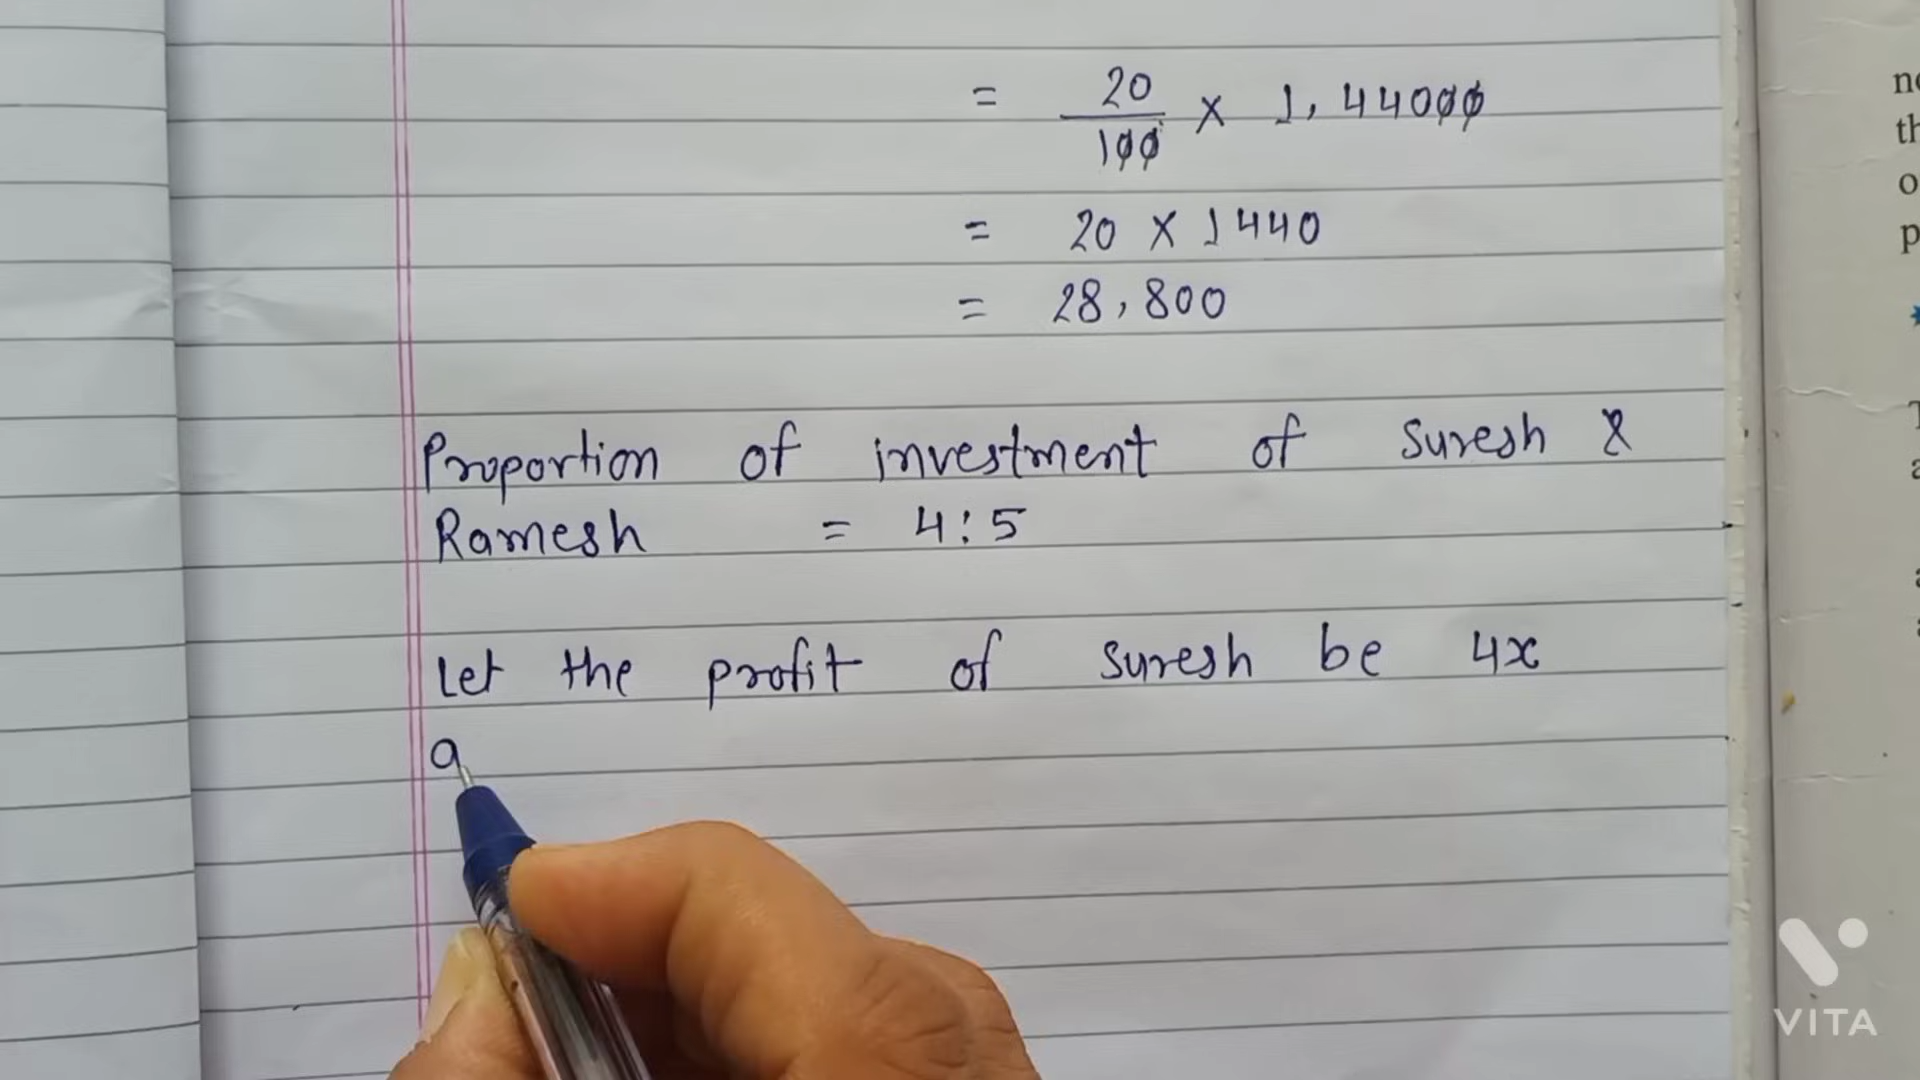 = 20/100 × 1,44000
= 20 × 1440
= 28,800
Proportion of investment of Suresh &
Ramesh = 4:5
Let the profit of Suresh be 4x
a
VITA